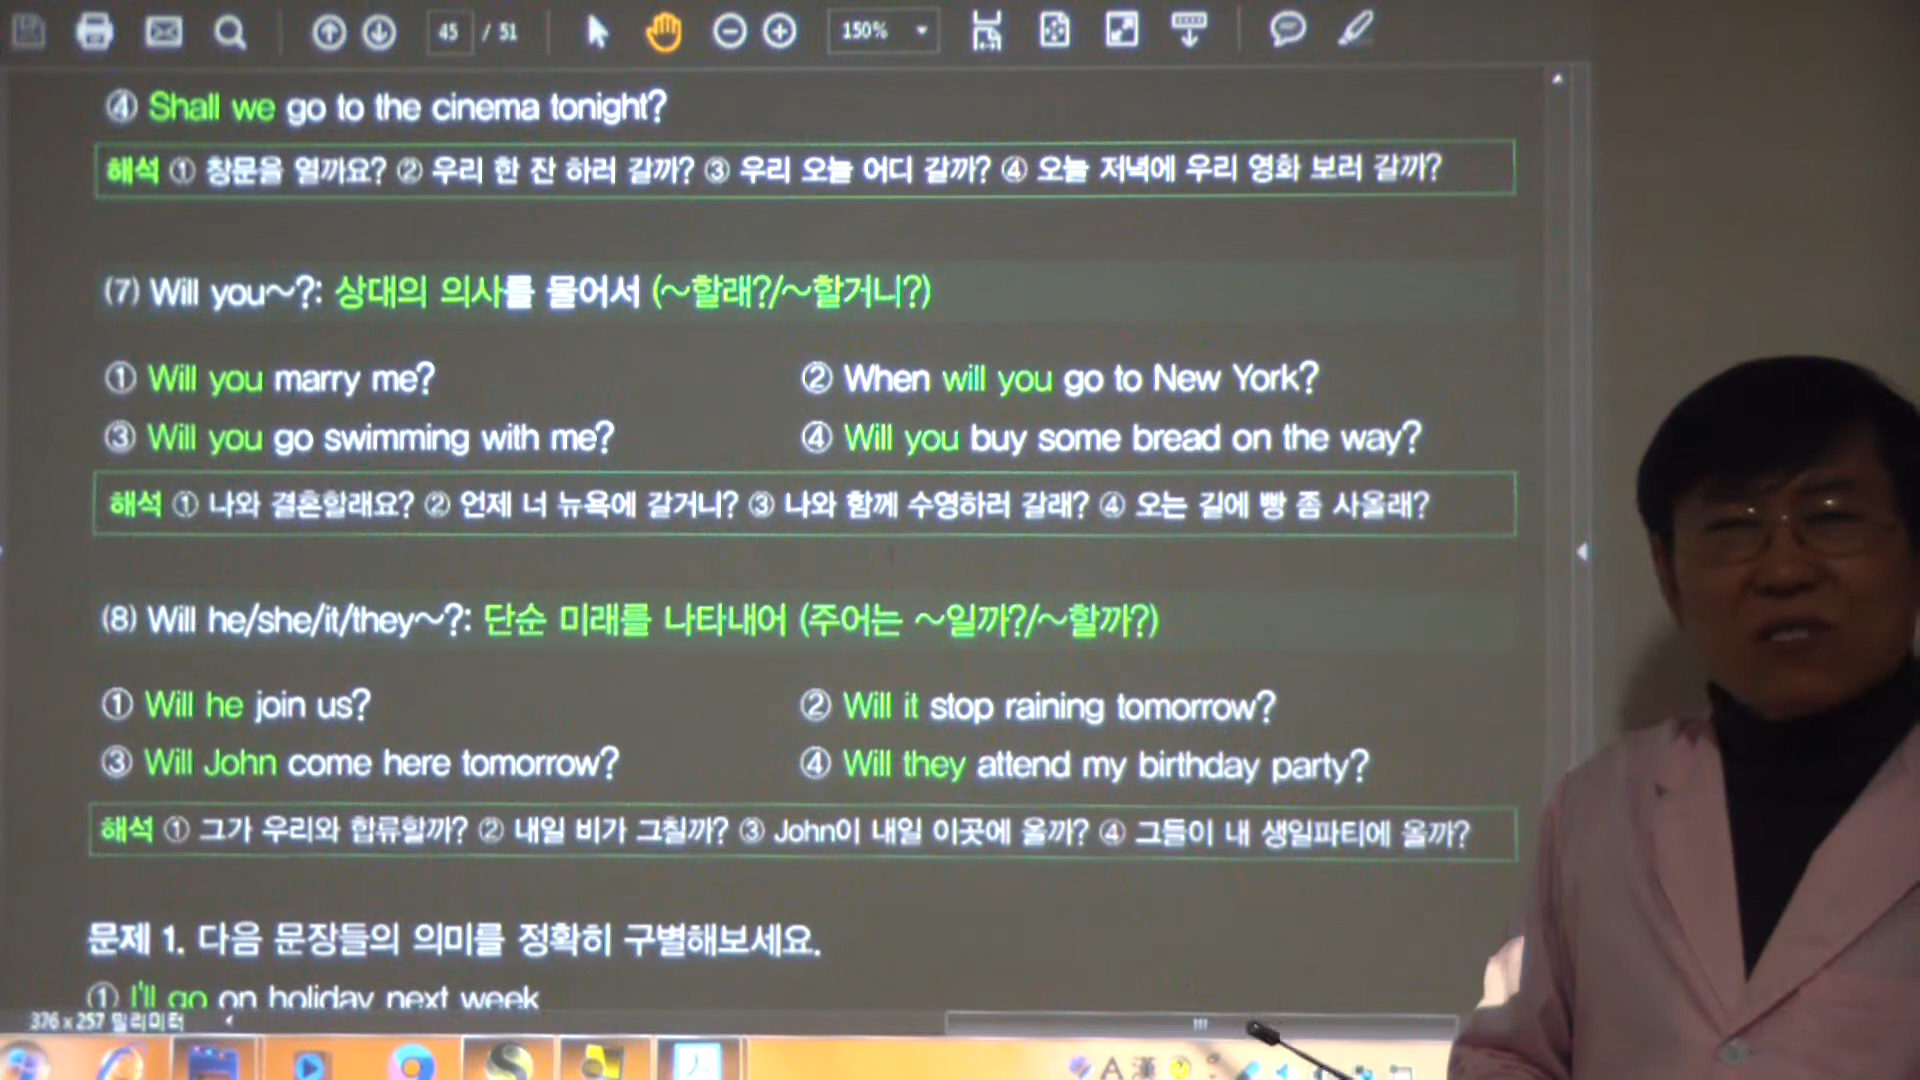 45 / 51 150%
④ Shall we go to the cinema tonight?
해석 ① 창문을 열까요? ② 우리 한 잔 하러 갈까? ③ 우리 오늘 어디 갈까? ④ 오늘 저녁에 우리 영화 보러 갈까?
(7) Will you~?: 상대의 의사를 물어서 (~할래?/~할거니?)
① Will you marry me? ② When will you go to New York?
③ Will you go swimming with me? ④ Will you buy some bread on the way?
해석 ① 나와 결혼할래요? ② 언제 너 뉴욕에 갈거니? ③ 나와 함께 수영하러 갈래? ④ 오는 길에 빵 좀 사올래?
(8) Will he/she/it/they~?: 단순 미래를 나타내어 (주어는 ~일까?/~할까?)
① Will he join us? ② Will it stop raining tomorrow?
③ Will John come here tomorrow? ④ Will they attend my birthday party?
해석 ① 그가 우리와 합류할까? ② 내일 비가 그칠까? ③ John이 내일 이곳에 올까? ④ 그들이 내 생일파티에 올까?
문제 1. 다음 문장들의 의미를 정확히 구별해보세요.
① I'll go on holiday next week
376 x 257 밀리미터
A 漢